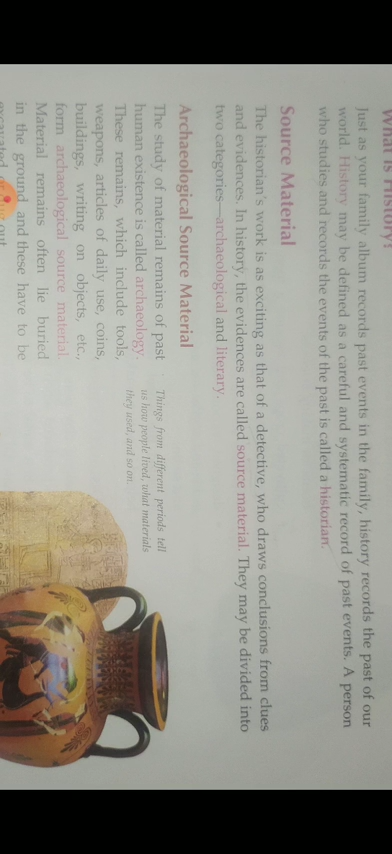 What is History?
Just as your family album records past events in the family, history records the past of our
world. History may be defined as a careful and systematic record of past events. A person
who studies and records the events of the past is called a historian.
Source Material
The historian's work is as exciting as that of a detective, who draws conclusions from clues
and evidences. In history, the evidences are called source material. They may be divided into
two categories—archaeological and literary.
Archaeological Source Material
The study of material remains of past
human existence is called archaeology.
These remains, which include tools,
weapons, articles of daily use, coins,
buildings, writing on objects, etc.,
form archaeological source material.
Material remains often lie buried
in the ground and these have to be
out
Things from different periods tell
us how people lived, what materials
they used, and so on.